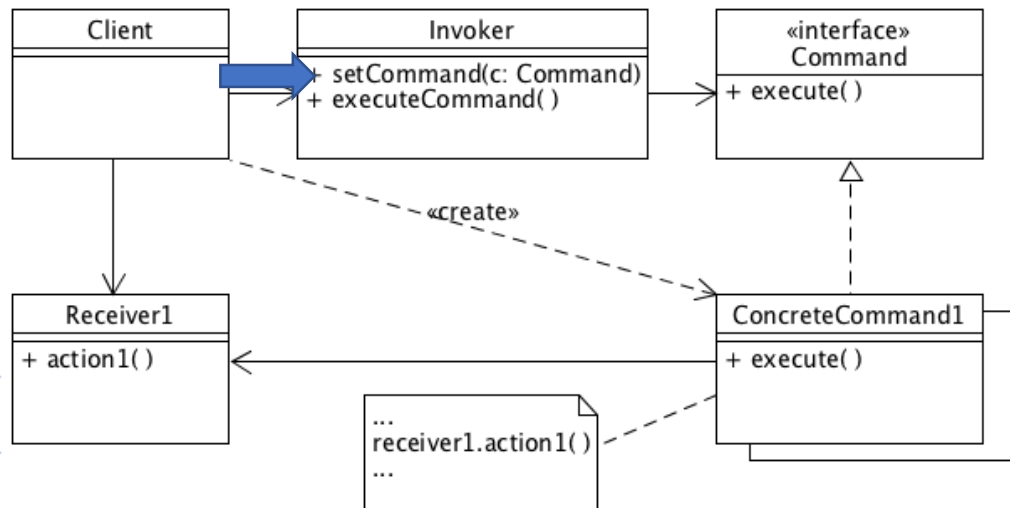 Client
Invoker
+ setCommand(c: Command)
+ executeCommand( )
«interface»
Command
+ execute( )
«create»
Receiver1
+ action1( )
ConcreteCommand1
+ execute( )
...
receiver1.action1( )
...